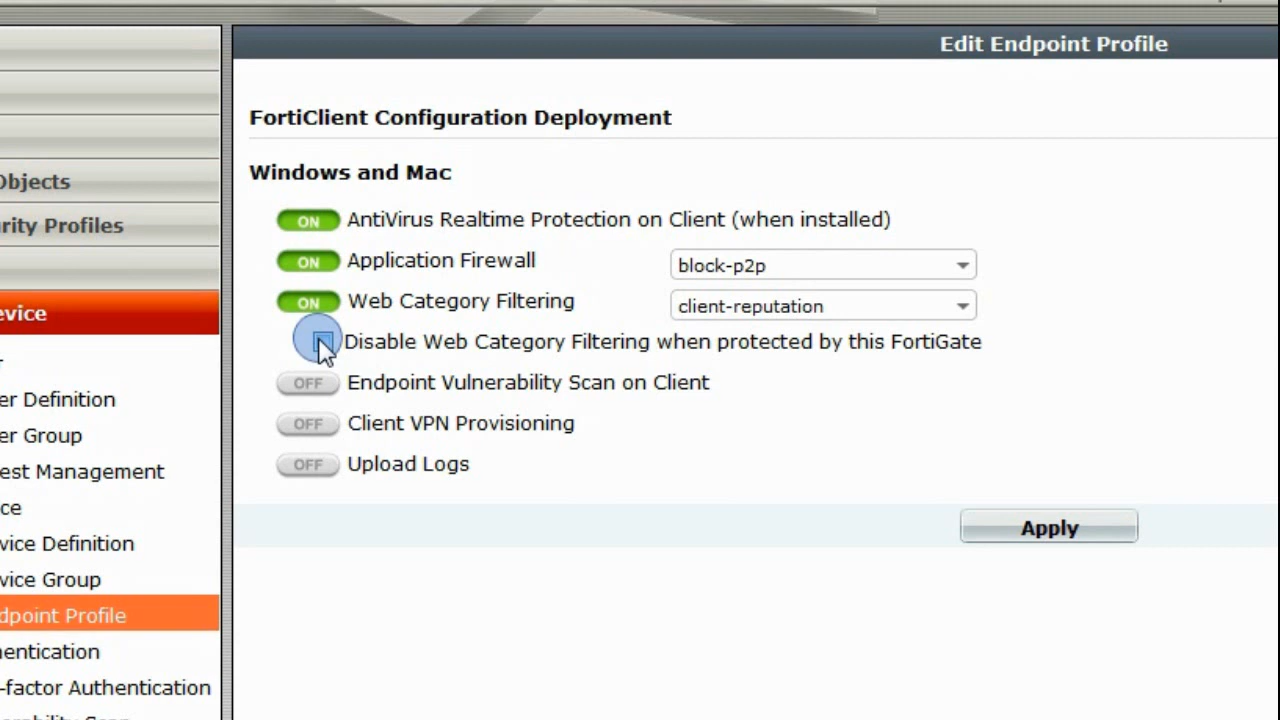 Edit Endpoint Profile
FortiClient Configuration Deployment
Windows and Mac
ON AntiVirus Realtime Protection on Client (when installed)
ON Application Firewall block-p2p
ON Web Category Filtering client-reputation
Disable Web Category Filtering when protected by this FortiGate
OFF Endpoint Vulnerability Scan on Client
OFF Client VPN Provisioning
OFF Upload Logs
Apply
Objects
rity Profiles
evice
r
er Definition
er Group
est Management
ce
vice Definition
vice Group
dpoint Profile
entication
-factor Authentication